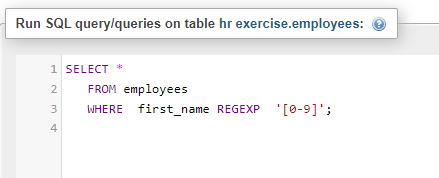 Run SQL query/queries on table hr exercise.employees:
1 SELECT *
2 FROM employees
3 WHERE first_name REGEXP '[0-9]';
4